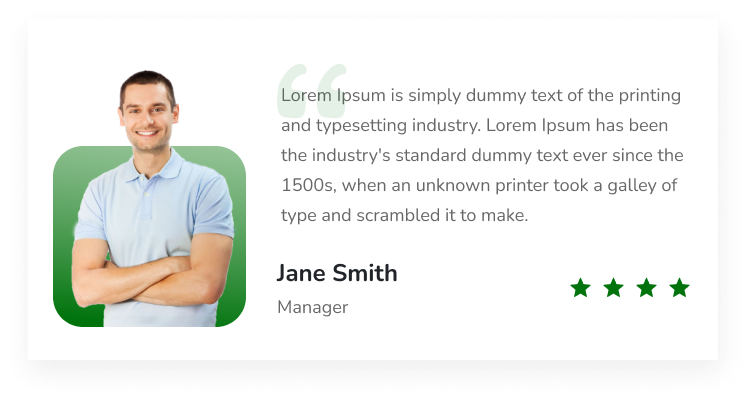 Lorem Ipsum is simply dummy text of the printing
and typesetting industry. Lorem Ipsum has been
the industry's standard dummy text ever since the
1500s, when an unknown printer took a galley of
type and scrambled it to make.
Jane Smith
Manager